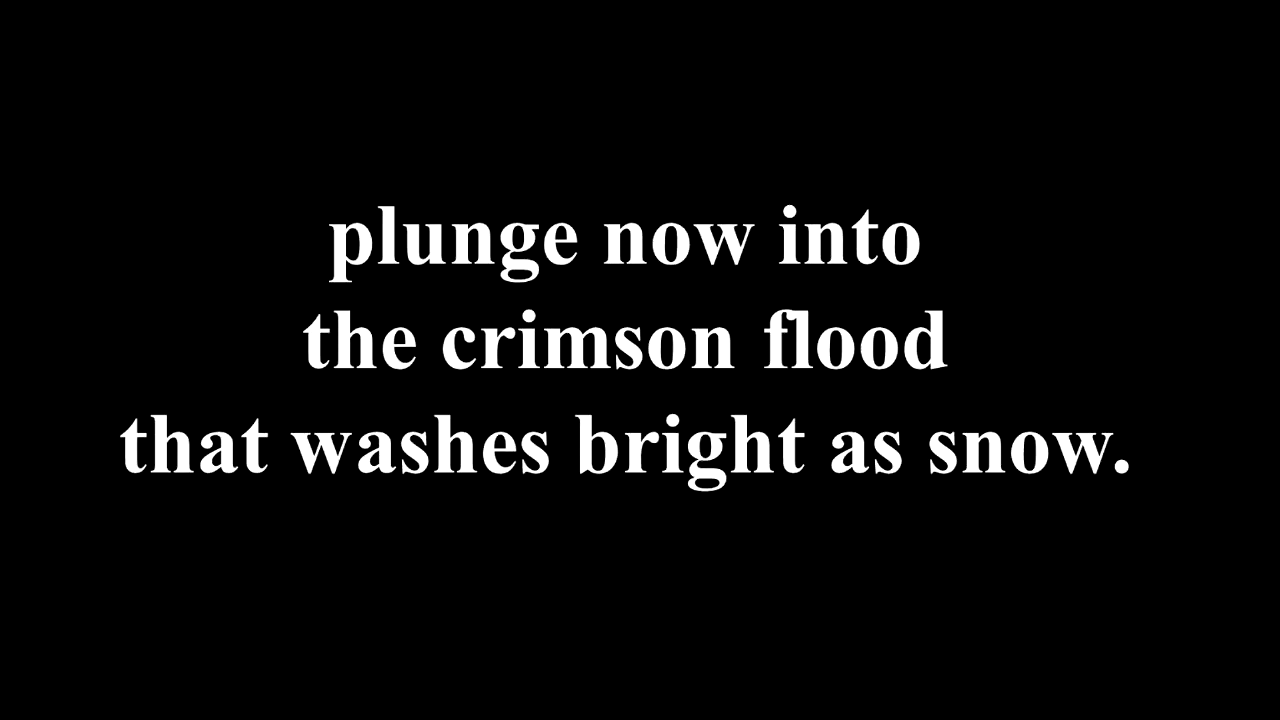 plunge now into
the crimson flood
that washes bright as snow.